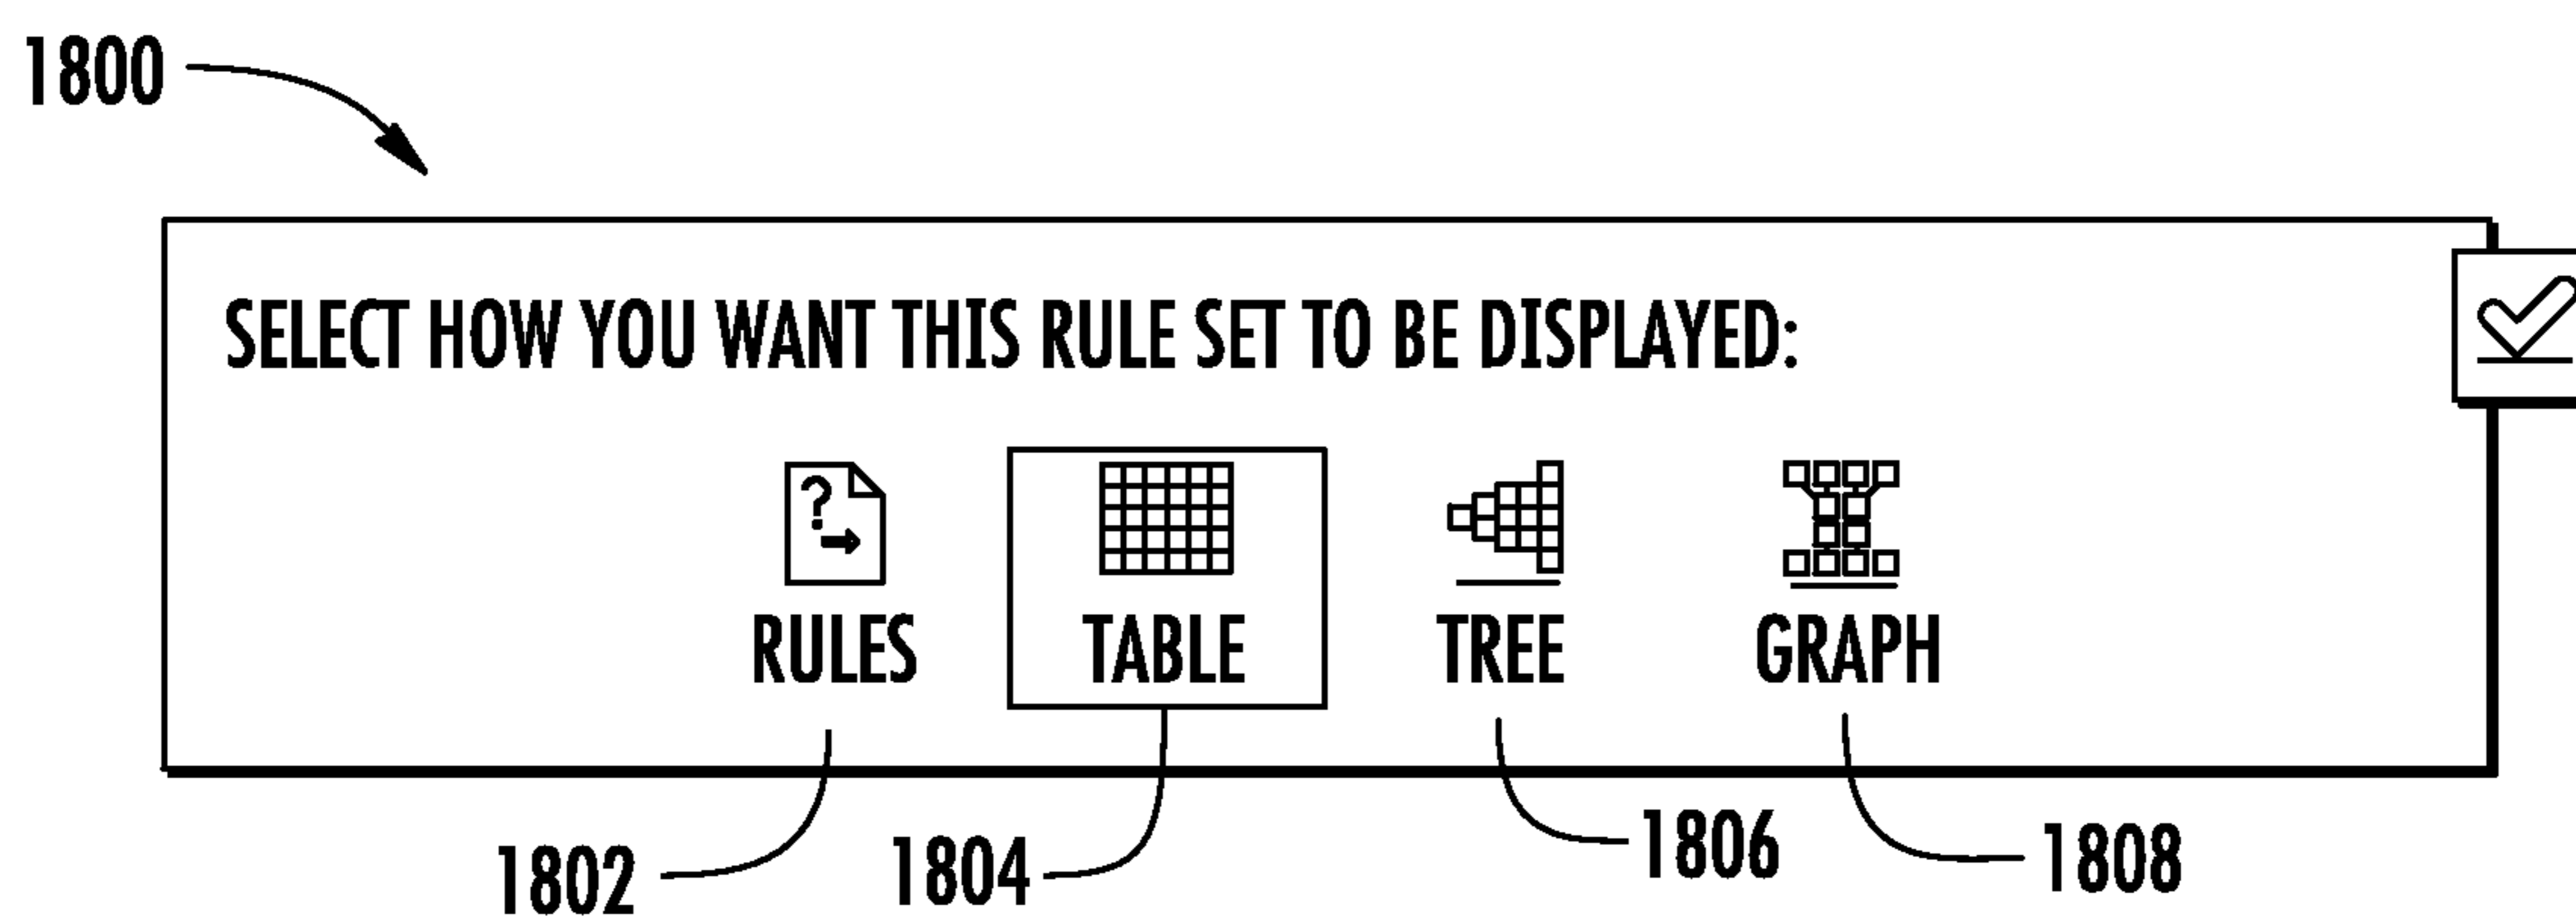 1800
SELECT HOW YOU WANT THIS RULE SET TO BE DISPLAYED:
?
RULES TABLE TREE GRAPH
1802 1804 1806 1808